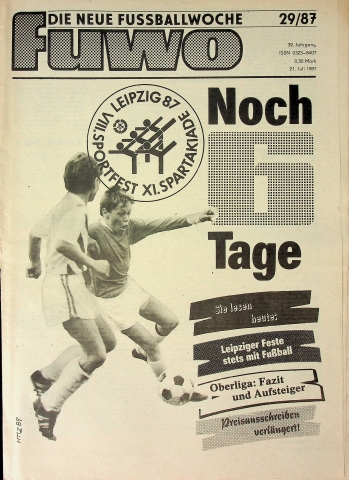 DIE NEUE FUSSBALLWOCHE
29/87
fuwo
39. Jahrgang
ISSN 0323-8407
0,50 Mark
21. Juli 1987
LEIPZIG 87
VIII. SPORTFEST XI. SPARTAKIADE
Noch
6
Tage
Sie lesen
heute:
Leipziger Feste
stets mit Fußball
Oberliga: Fazit
und Aufsteiger
Preisausschreiben
verlängert!